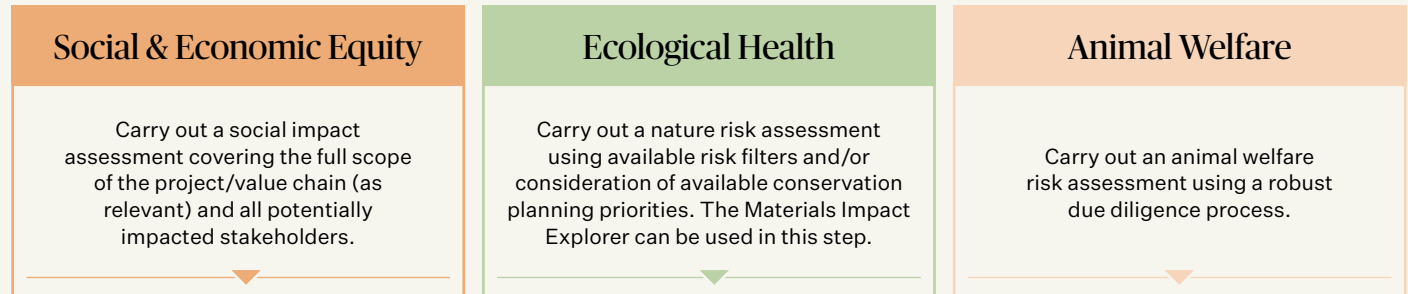 Social & Economic Equity
Carry out a social impact
assessment covering the full scope
of the project/value chain (as
relevant) and all potentially
impacted stakeholders.
Ecological Health
Carry out a nature risk assessment
using available risk filters and/or
consideration of available conservation
planning priorities. The Materials Impact
Explorer can be used in this step.
Animal Welfare
Carry out an animal welfare
risk assessment using a robust
due diligence process.